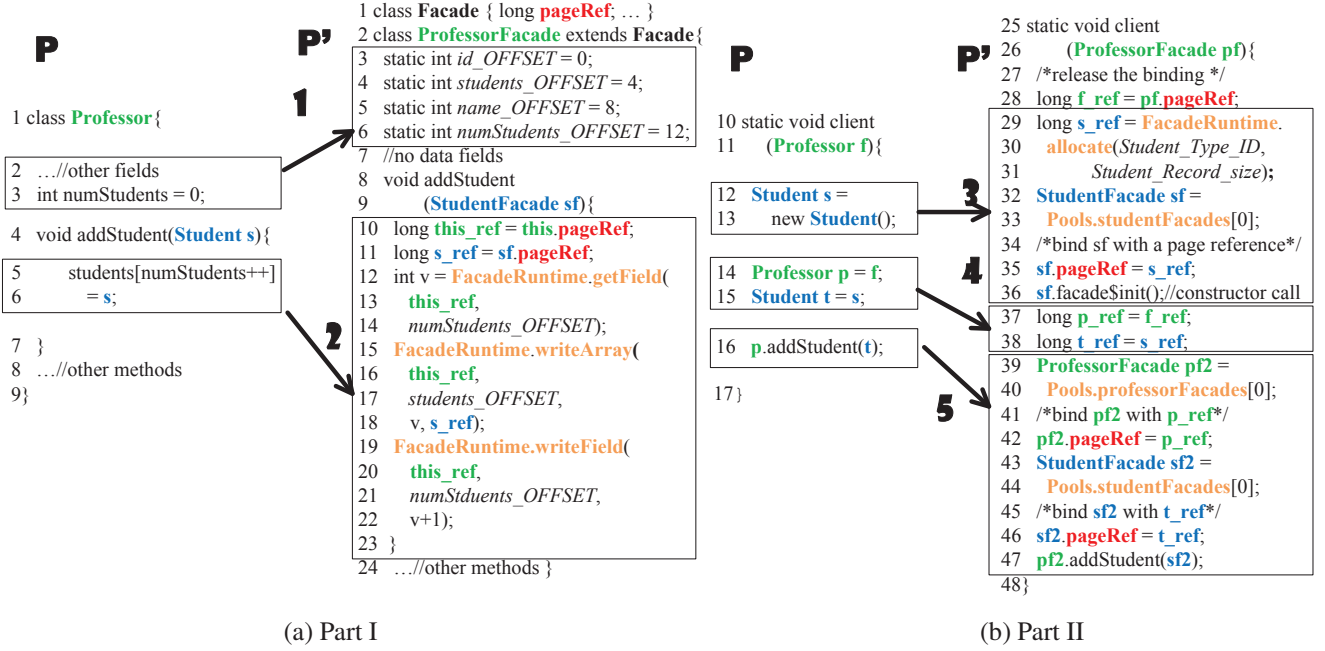 P
1 class Professor{
2 …//other fields
3 int numStudents = 0;
4 void addStudent(Student s){
5 students[numStudents++]
6 = s;
7 }
8 …//other methods
9}
1
2
P'
1 class Facade { long pageRef; … }
2 class ProfessorFacade extends Facade{
3 static int id_OFFSET = 0;
4 static int students_OFFSET = 4;
5 static int name_OFFSET = 8;
6 static int numStudents_OFFSET = 12;
7 //no data fields
8 void addStudent
9 (StudentFacade sf){
10 long this_ref = this.pageRef;
11 long s_ref = sf.pageRef;
12 int v = FacadeRuntime.getField(
13 this_ref,
14 numStudents_OFFSET);
15 FacadeRuntime.writeArray(
16 this_ref,
17 students_OFFSET,
18 v, s_ref);
19 FacadeRuntime.writeField(
20 this_ref,
21 numStduents_OFFSET,
22 v+1);
23 }
24 …//other methods }
(a) Part I
P
10 static void client
11 (Professor f){
12 Student s =
13 new Student();
14 Professor p = f;
15 Student t = s;
16 p.addStudent(t);
17}
3
4
5
P'
25 static void client
26 (ProfessorFacade pf){
27 /*release the binding */
28 long f_ref = pf.pageRef;
29 long s_ref = FacadeRuntime.
30 allocate(Student_Type_ID,
31 Student_Record_size);
32 StudentFacade sf =
33 Pools.studentFacades[0];
34 /*bind sf with a page reference*/
35 sf.pageRef = s_ref;
36 sf.facade$init();//constructor call
37 long p_ref = f_ref;
38 long t_ref = s_ref;
39 ProfessorFacade pf2 =
40 Pools.professorFacades[0];
41 /*bind pf2 with p_ref*/
42 pf2.pageRef = p_ref;
43 StudentFacade sf2 =
44 Pools.studentFacades[0];
45 /*bind sf2 with t_ref*/
46 sf2.pageRef = t_ref;
47 pf2.addStudent(sf2);
48}
(b) Part II